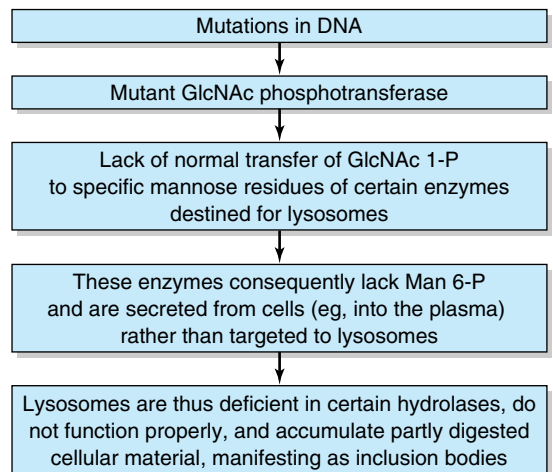 Mutations in DNA
Mutant GlcNAc phosphotransferase
Lack of normal transfer of GlcNAc 1-P
to specific mannose residues of certain enzymes
destined for lysosomes
These enzymes consequently lack Man 6-P
and are secreted from cells (eg, into the plasma)
rather than targeted to lysosomes
Lysosomes are thus deficient in certain hydrolases, do
not function properly, and accumulate partly digested
cellular material, manifesting as inclusion bodies